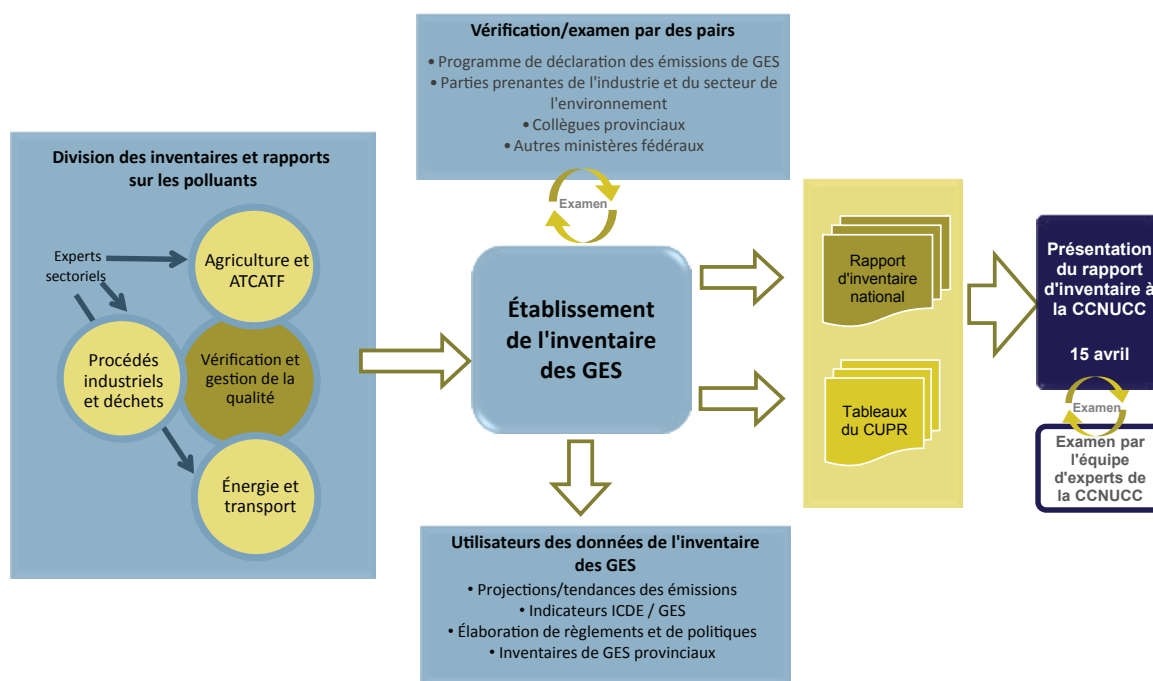 Vérification/examen par des pairs
• Programme de déclaration des émissions de GES
• Parties prenantes de l'industrie et du secteur de
l'environnement
• Collègues provinciaux
• Autres ministères fédéraux
Examen
Division des inventaires et rapports
sur les polluants
Experts
sectoriels
Agriculture et
ATCATF
Procédés
industriels
et déchets
Vérification et
gestion de la
qualité
Énergie et
transport
Établissement
de l'inventaire
des GES
Rapport
d'inventaire
national
Tableaux
du CUPR
Présentation
du rapport
d'inventaire à
la CCNUCC
15 avril
Examen
Examen par
l'équipe
d'experts de
la CCNUCC
Utilisateurs des données de l'inventaire
des GES
• Projections/tendances des émissions
• Indicateurs ICDE / GES
• Élaboration de règlements et de politiques
• Inventaires de GES provinciaux